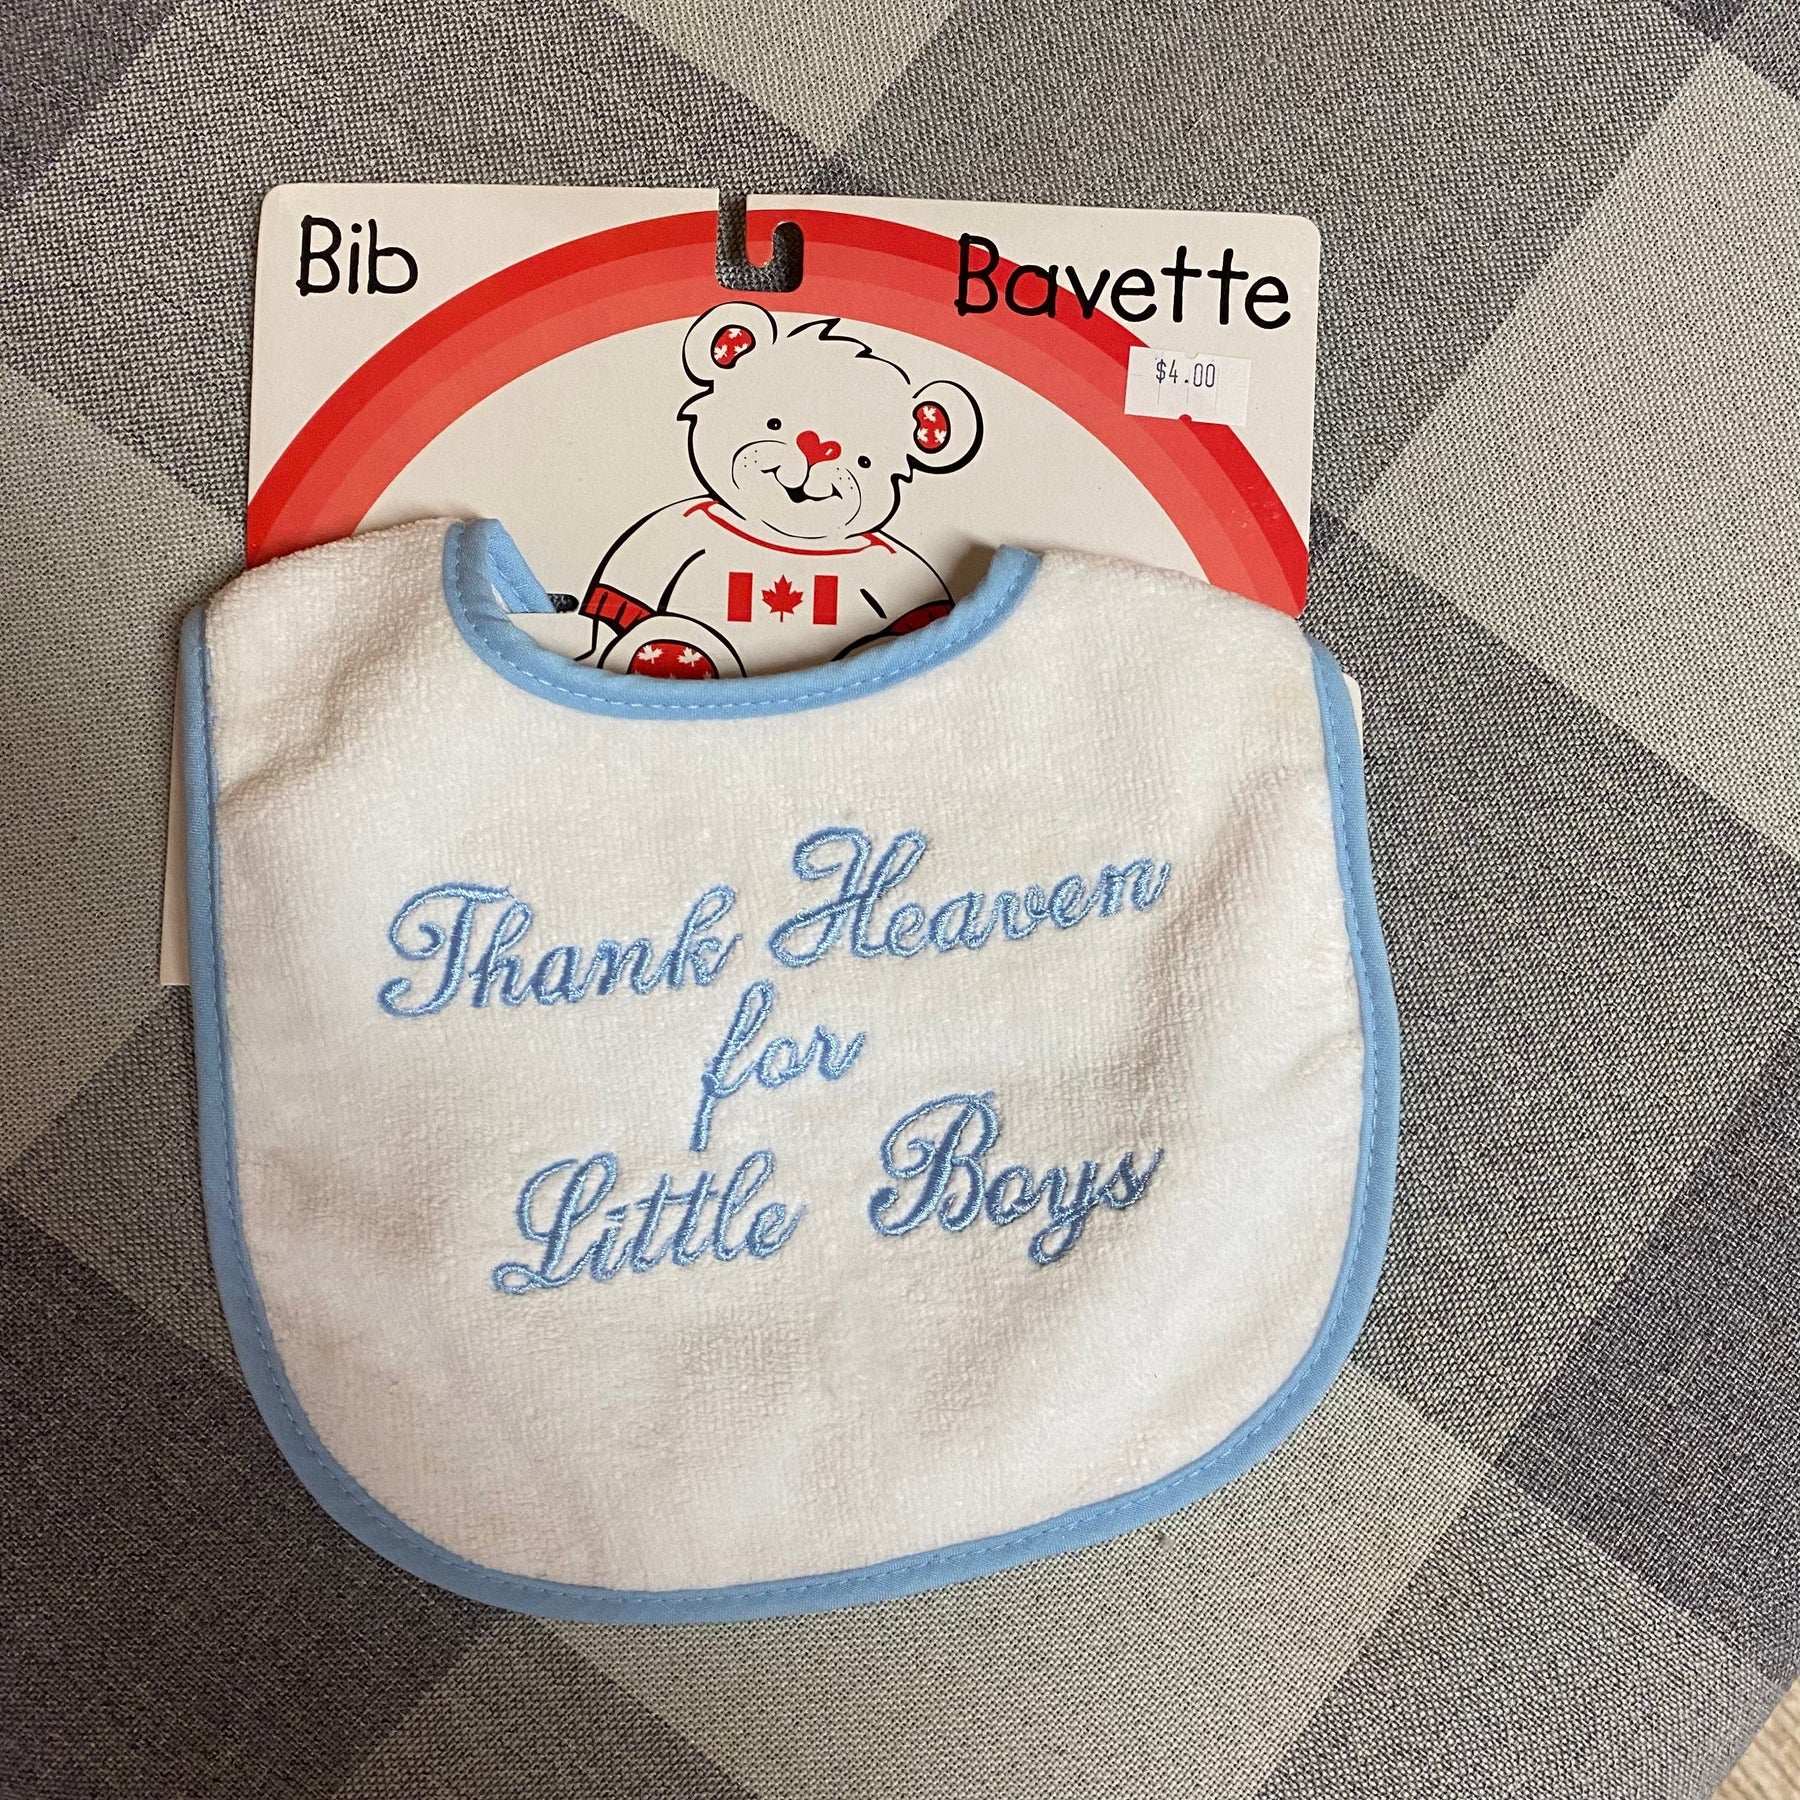 Bib
Bavette
$4.00
Thank Heaven
for
Little Boys